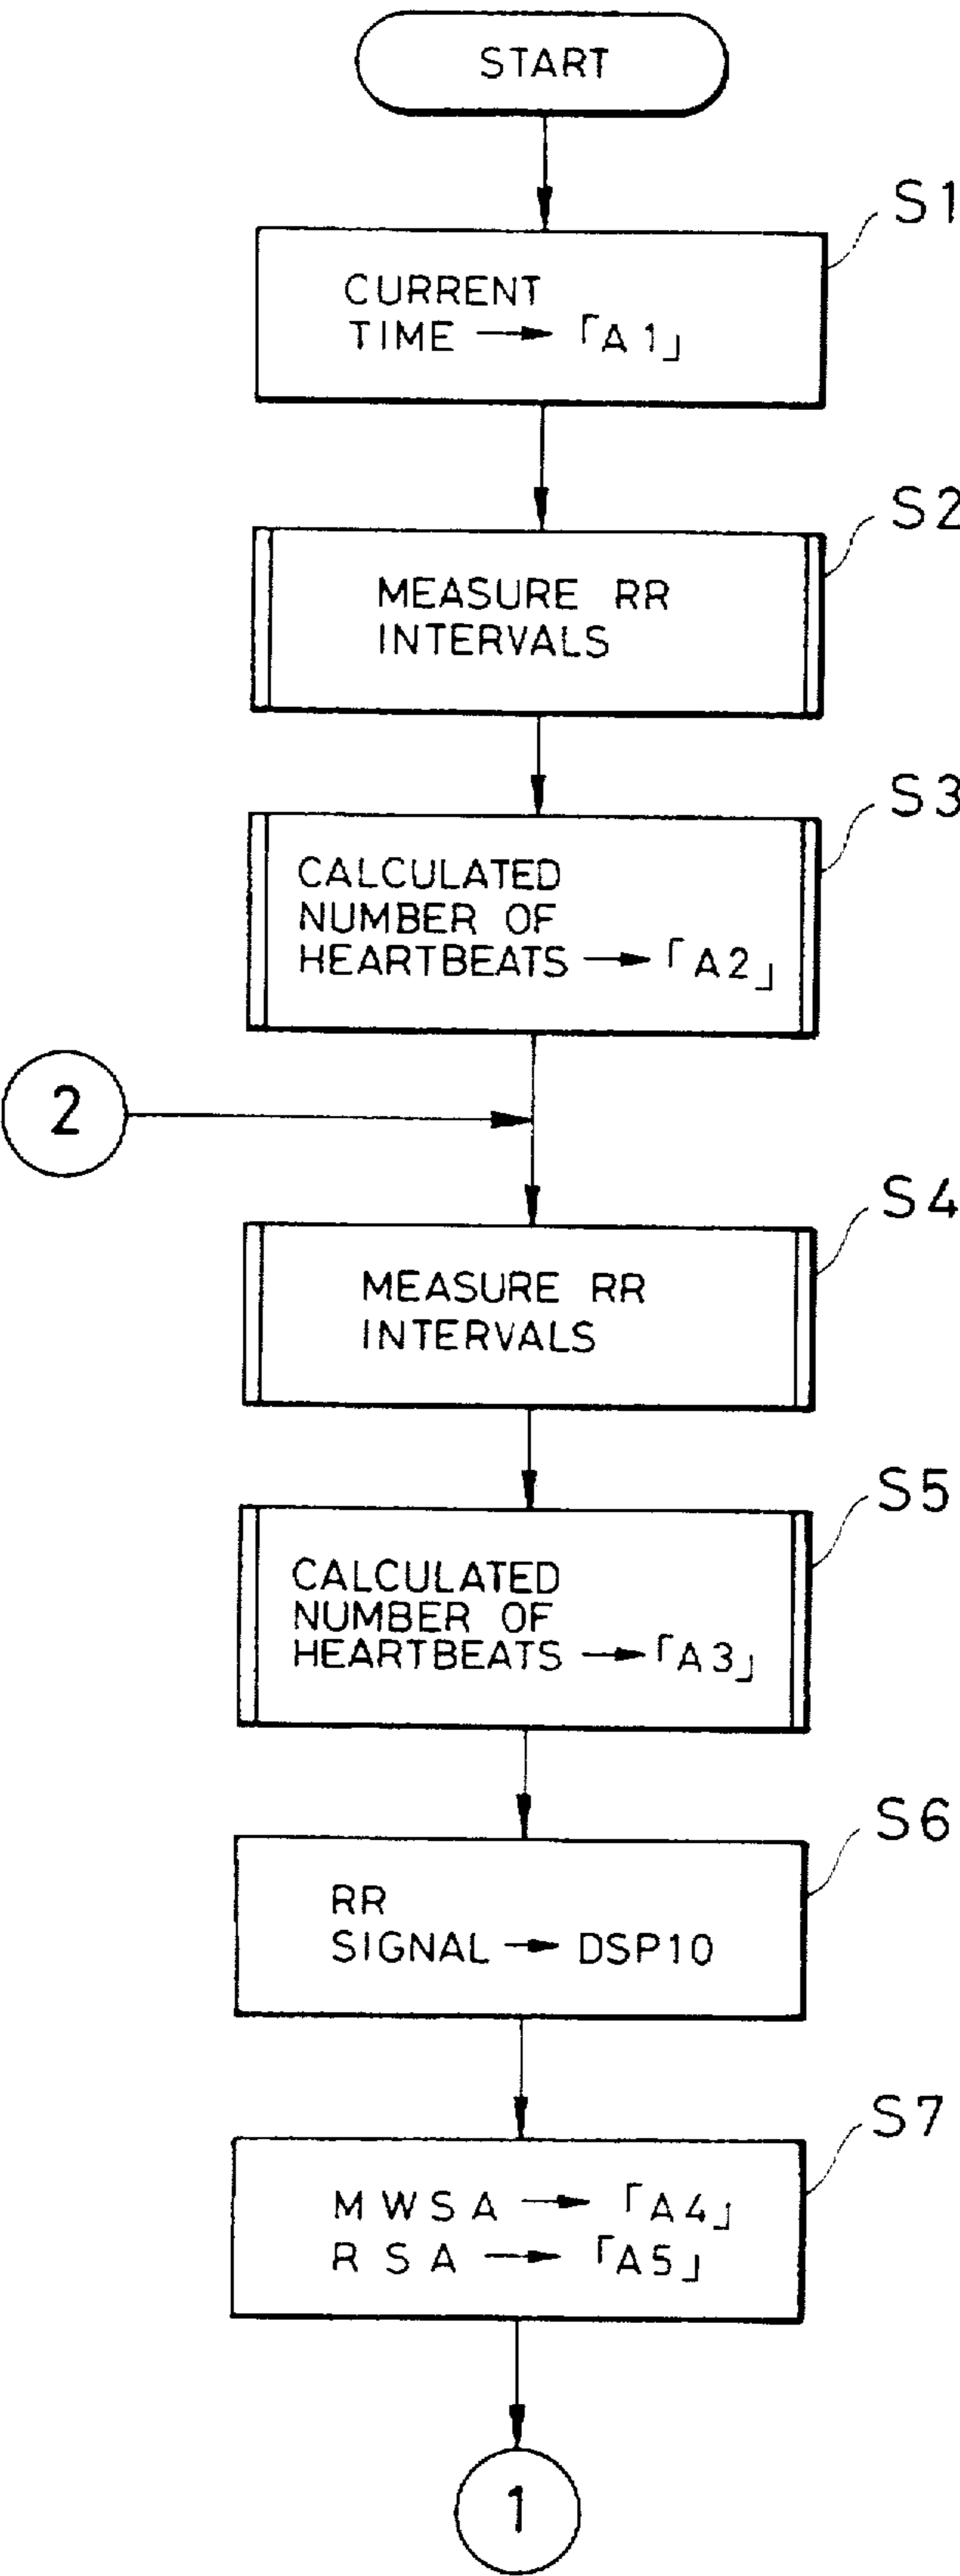 START
S1
CURRENT
TIME → 「A1」
S2
MEASURE RR
INTERVALS
S3
CALCULATED
NUMBER OF
HEARTBEATS → 「A2」
2
S4
MEASURE RR
INTERVALS
S5
CALCULATED
NUMBER OF
HEARTBEATS → 「A3」
S6
RR
SIGNAL → DSP10
S7
MWSA → 「A4」
RSA → 「A5」
1